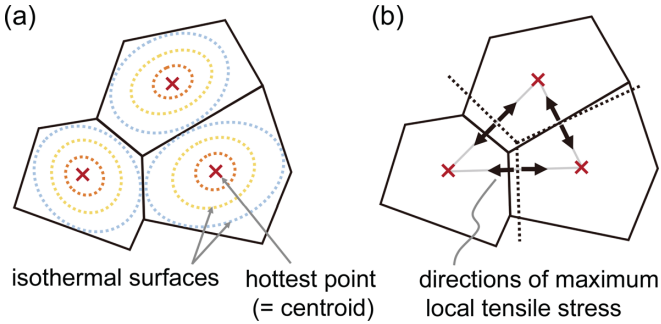 (a)
(b)
isothermal surfaces
hottest point
(= centroid)
directions of maximum
local tensile stress